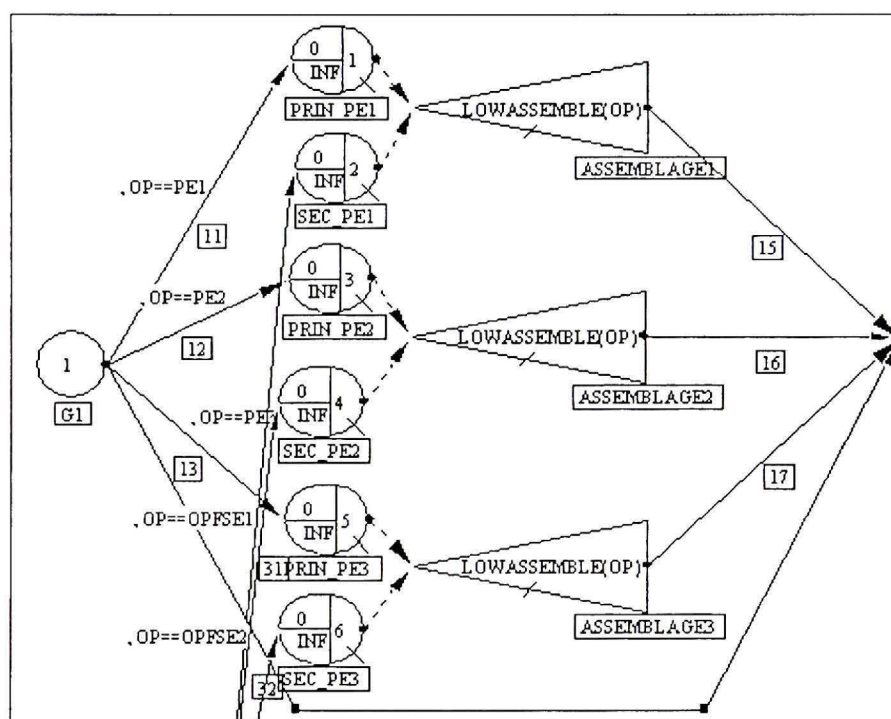 0
INF
1
PRIN_PE1
LOWASSEMBLE(OP)
ASSEMBLAGE1
0
INF
2
SEC_PE1
,OP==PE1
11
15
0
INF
3
PRIN_PE2
,OP==PE2
12
LOWASSEMBLE(OP)
ASSEMBLAGE2
16
1
G1
0
INF
4
SEC_PE2
,OP==PE
13
17
,OP==OPFSE1
0
INF
5
31
PRIN_PE3
LOWASSEMBLE(OP)
ASSEMBLAGE3
,OP==OPFSE2
0
INF
6
32
SEC_PE3